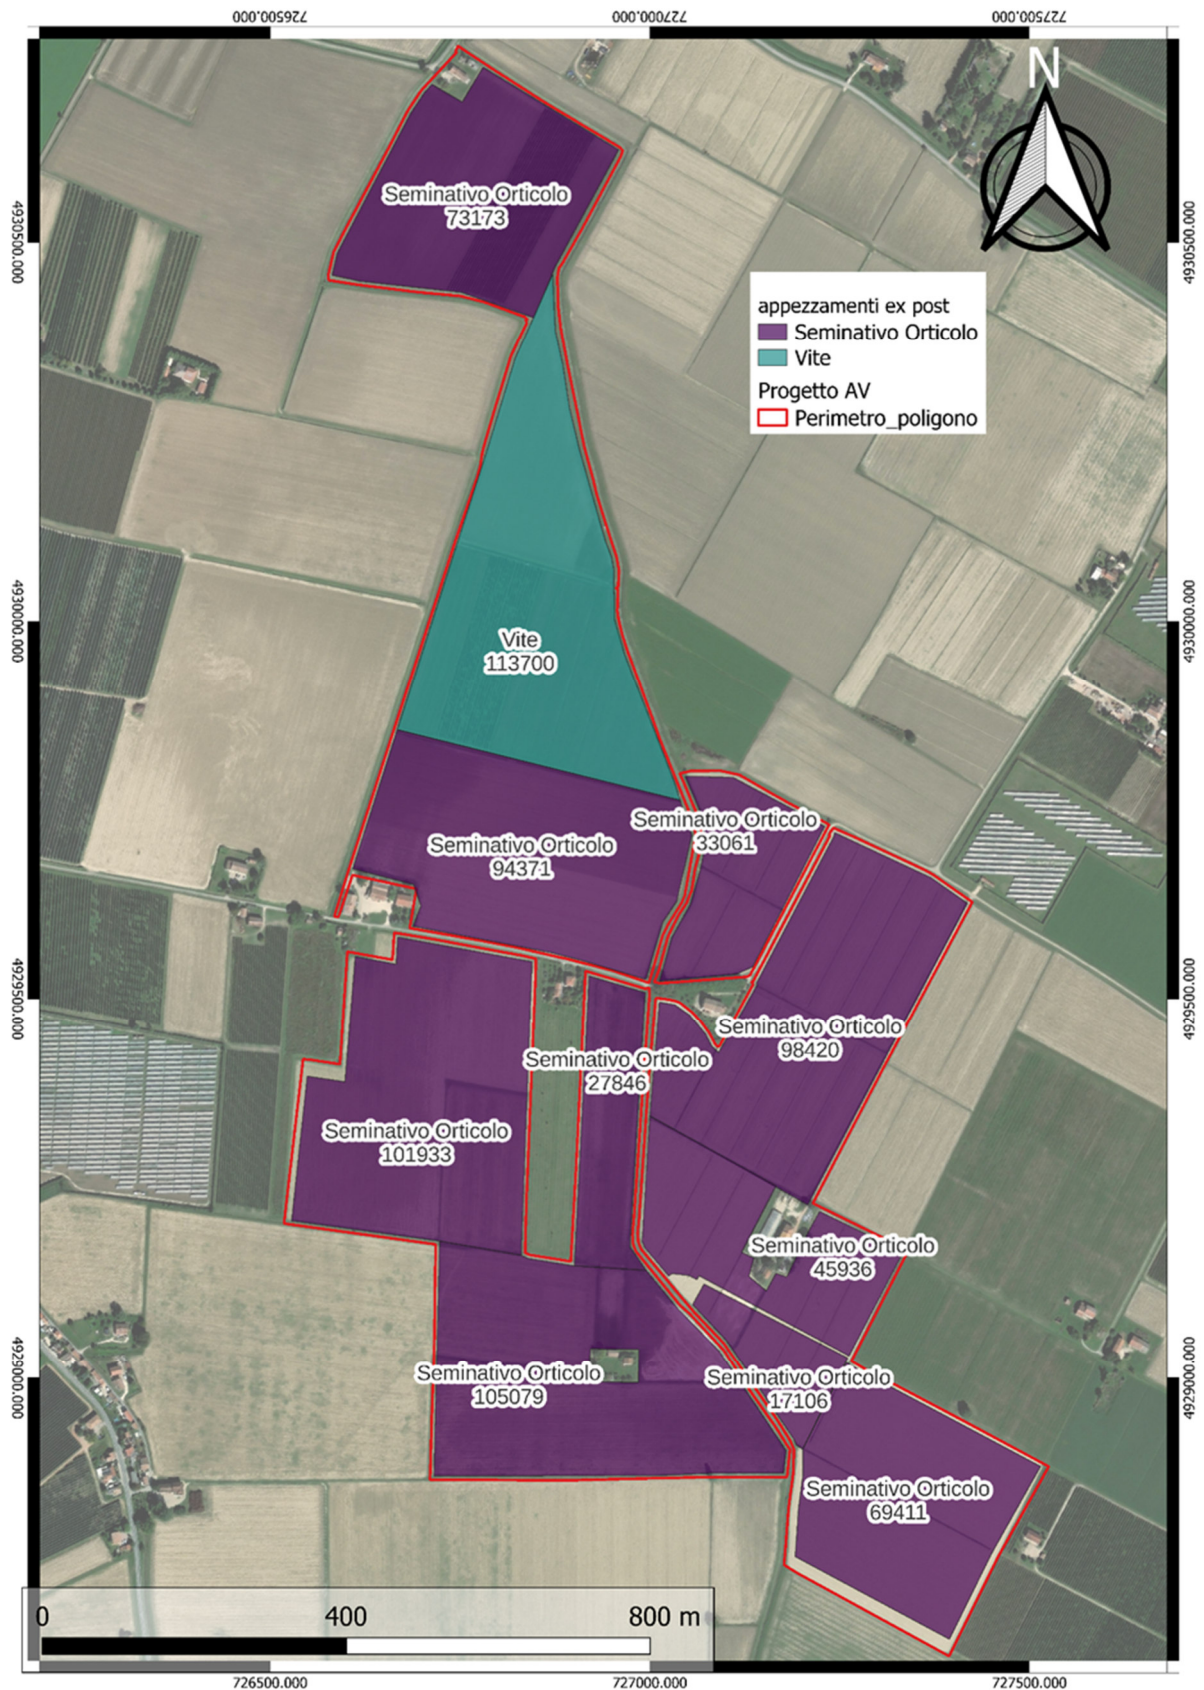 726500.000
727000.000
727500.000
N
4930500.000
4930500.000
Seminativo Orticolo
73173
appezzamenti ex post
Seminativo Orticolo
Vite
Progetto AV
Perimetro_poligono
4930000.000
4930000.000
Vite
113700
Seminativo Orticolo
33061
Seminativo Orticolo
94371
4929500.000
4929500.000
Seminativo Orticolo
98420
Seminativo Orticolo
27846
Seminativo Orticolo
101933
Seminativo Orticolo
45936
4929000.000
4929000.000
Seminativo Orticolo
105079
Seminativo Orticolo
17106
Seminativo Orticolo
69411
0
400
800 m
726500.000
727000.000
727500.000